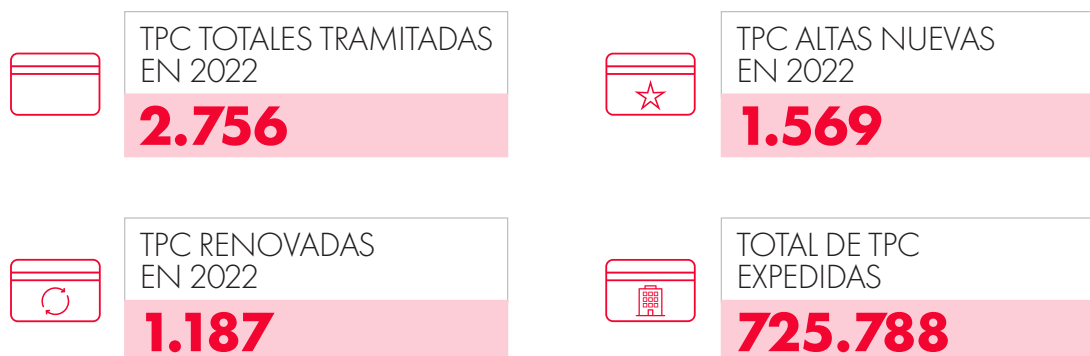 TPC TOTALES TRAMITADAS
EN 2022
2.756
TPC ALTAS NUEVAS
EN 2022
1.569
TPC RENOVADAS
EN 2022
1.187
TOTAL DE TPC
EXPEDIDAS
725.788